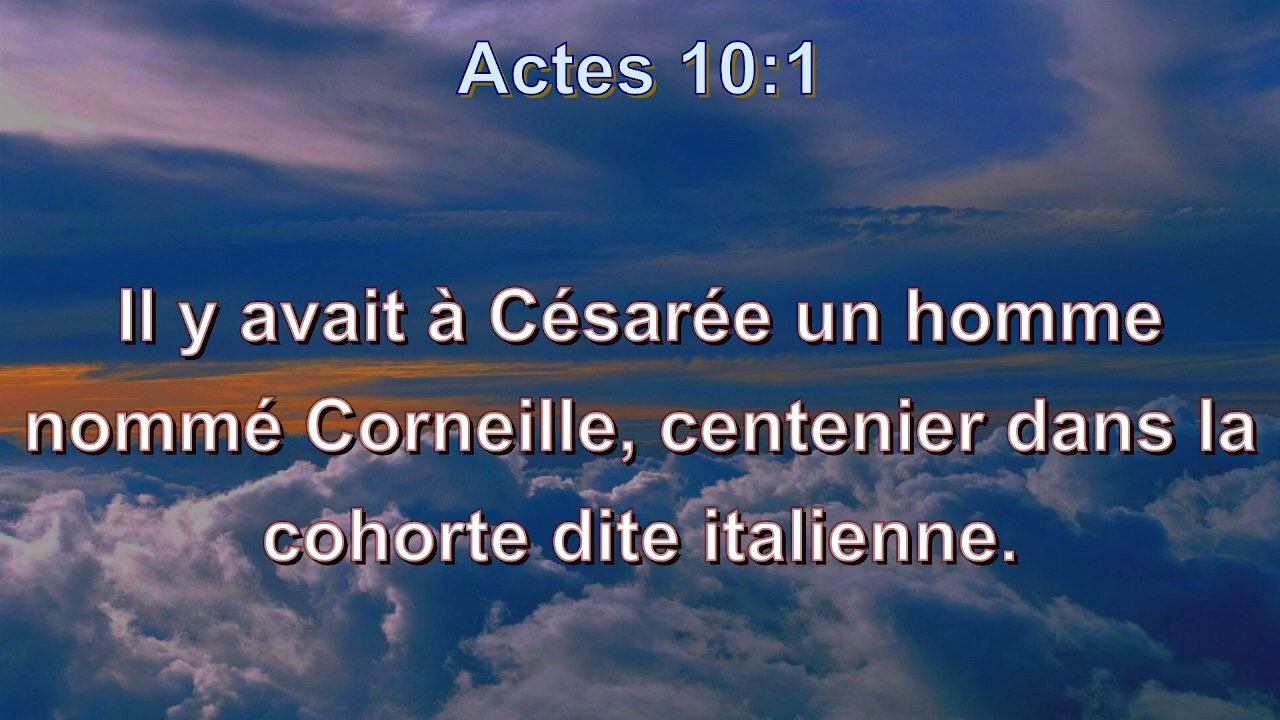 Actes 10:1
Il y avait à Césarée un homme
nommé Corneille, centenier dans la
cohorte dite italienne.